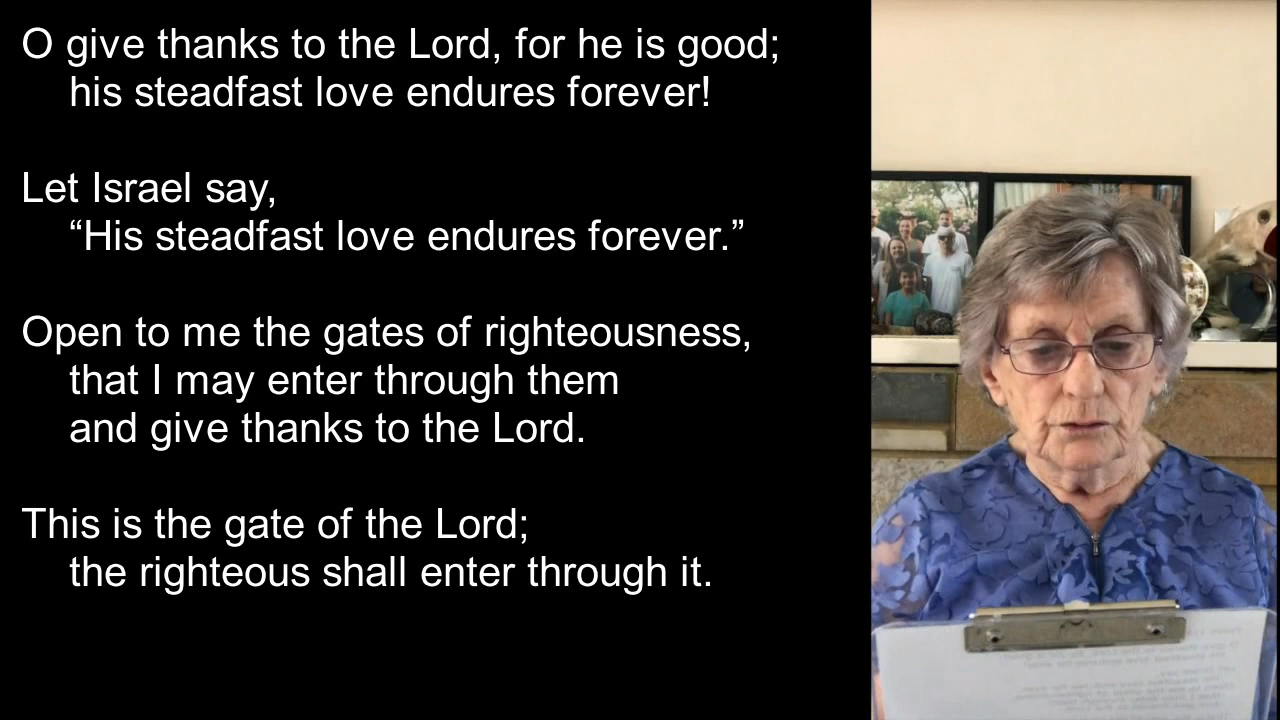 O give thanks to the Lord, for he is good;
his steadfast love endures forever!
Let Israel say,
“His steadfast love endures forever.”
Open to me the gates of righteousness,
that I may enter through them
and give thanks to the Lord.
This is the gate of the Lord;
the righteous shall enter through it.